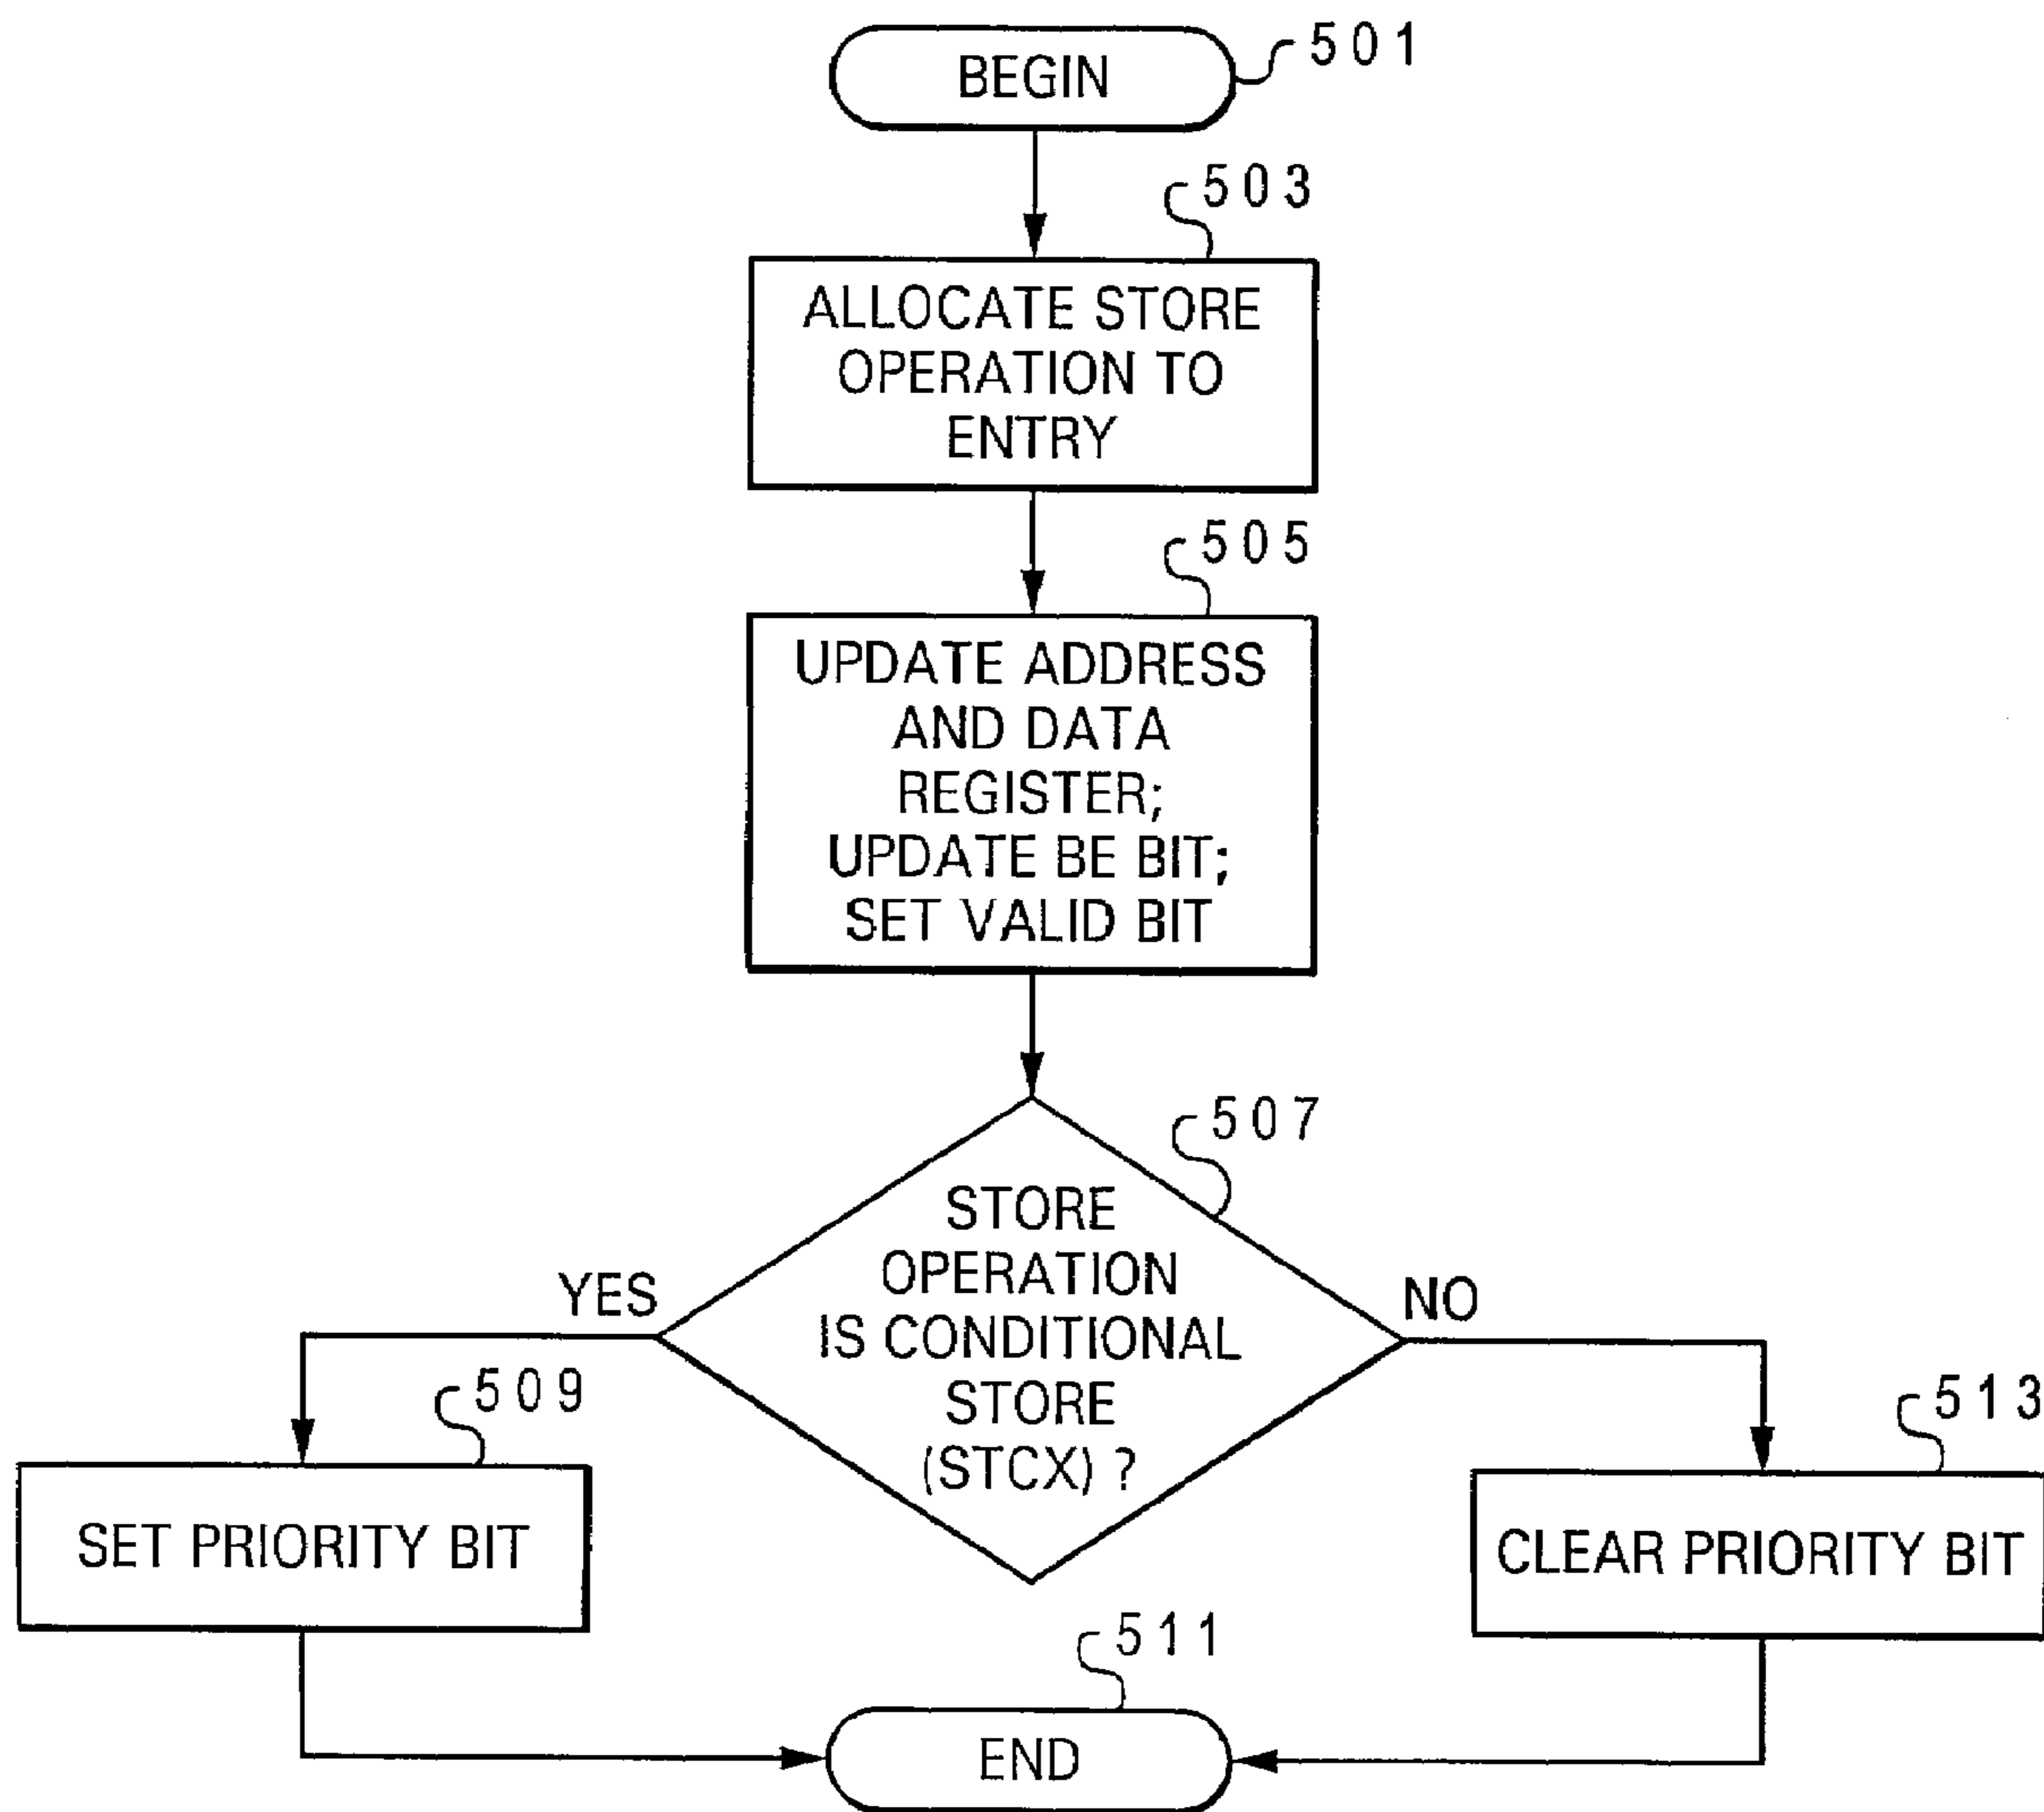 BEGIN
501
503
ALLOCATE STORE
OPERATION TO
ENTRY
505
UPDATE ADDRESS
AND DATA
REGISTER;
UPDATE BE BIT;
SET VALID BIT
507
STORE
OPERATION
IS CONDITIONAL
STORE
(STCX) ?
YES
NO
509
SET PRIORITY BIT
513
CLEAR PRIORITY BIT
511
END